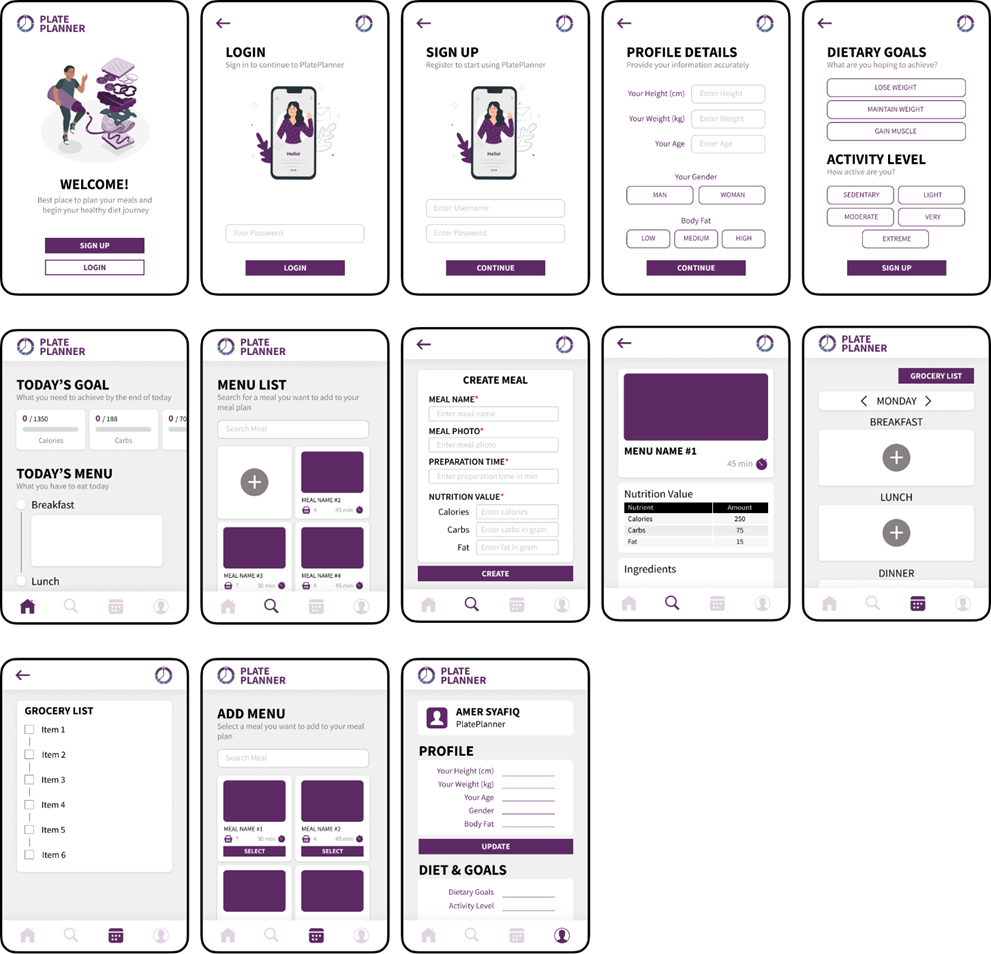 PLATE
PLANNER
WELCOME!
Best place to plan your meals and
begin your healthy diet journey
SIGN UP
LOGIN
LOGIN
Sign in to continue to PlatePlanner
Hello!
Your Password
LOGIN
SIGN UP
Register to start using PlatePlanner
Hello!
Enter Username
Enter Password
CONTINUE
PROFILE DETAILS
Provide your information accurately
Your Height (cm) Enter Height
Your Weight (kg) Enter Weight
Your Age Enter Age
Your Gender
MAN WOMAN
Body Fat
LOW MEDIUM HIGH
CONTINUE
DIETARY GOALS
What are you hoping to achieve?
LOSE WEIGHT
MAINTAIN WEIGHT
GAIN MUSCLE
ACTIVITY LEVEL
How active are you?
SEDENTARY LIGHT
MODERATE VERY
EXTREME
SIGN UP
PLATE
PLANNER
TODAY'S GOAL
What you need to achieve by the end of today
0 / 1350 0 / 188 0 / 70
Calories Carbs
TODAY'S MENU
What you have to eat today
Breakfast
Lunch
PLATE
PLANNER
MENU LIST
Search for a meal you want to add to your
meal plan
Search Meal
MEAL NAME #2
4 45 min
MEAL NAME #3 MEAL NAME #4
7 30 min 4 45 min
CREATE MEAL
MEAL NAME*
Enter meal name
MEAL PHOTO*
Enter meal photo
PREPARATION TIME*
Enter preparation time in min
NUTRITION VALUE*
Calories Enter calories
Carbs Enter carbs in gram
Fat Enter fat in gram
CREATE
MENU NAME #1
45 min
Nutrition Value
Nutrient Amount
Calories 250
Carbs 75
Fat 15
Ingredients
PLATE
PLANNER
GROCERY LIST
MONDAY
BREAKFAST
LUNCH
DINNER
GROCERY LIST
Item 1
Item 2
Item 3
Item 4
Item 5
Item 6
PLATE
PLANNER
ADD MENU
Select a meal you want to add to your meal
plan
Search Meal
MEAL NAME #1 MEAL NAME #2
7 30 min 4 45 min
SELECT SELECT
PLATE
PLANNER
AMER SYAFIQ
PlatePlanner
PROFILE
Your Height (cm)
Your Weight (kg)
Your Age
Gender
Body Fat
UPDATE
DIET & GOALS
Dietary Goals
Activity Level